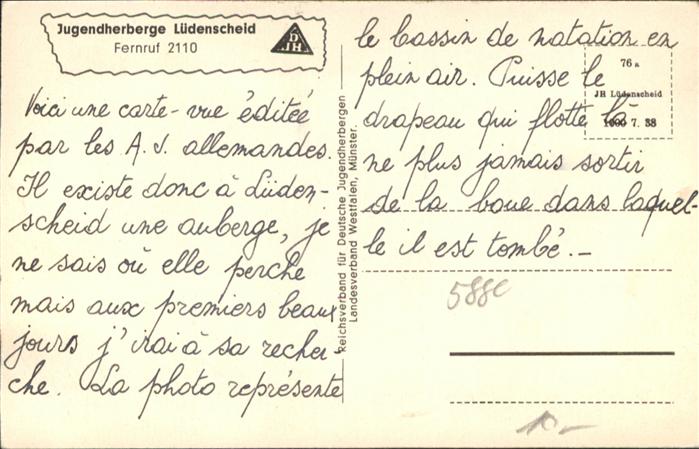 Jugendherberge Lüdenscheid
Fernruf 2110
DJH
Voici une carte-vue éditée
par les A.J. allemandes.
Il existe donc à Lüden-
scheid une auberge, je
ne sais où elle perche
mais aux premiers beaux
jours j'irai à sa recher-
che. La photo représente
Reichsverband für Deutsche Jugendherbergen
Landesverband Westfalen, Münster.
le bassin de natation en
plein air. Puisse le
drapeau qui flotte là
ne plus jamais sortir
de la boue dans laquel-
le il est tombé.-
76 a
JH Lüdenscheid
7. 38
588c
10.-